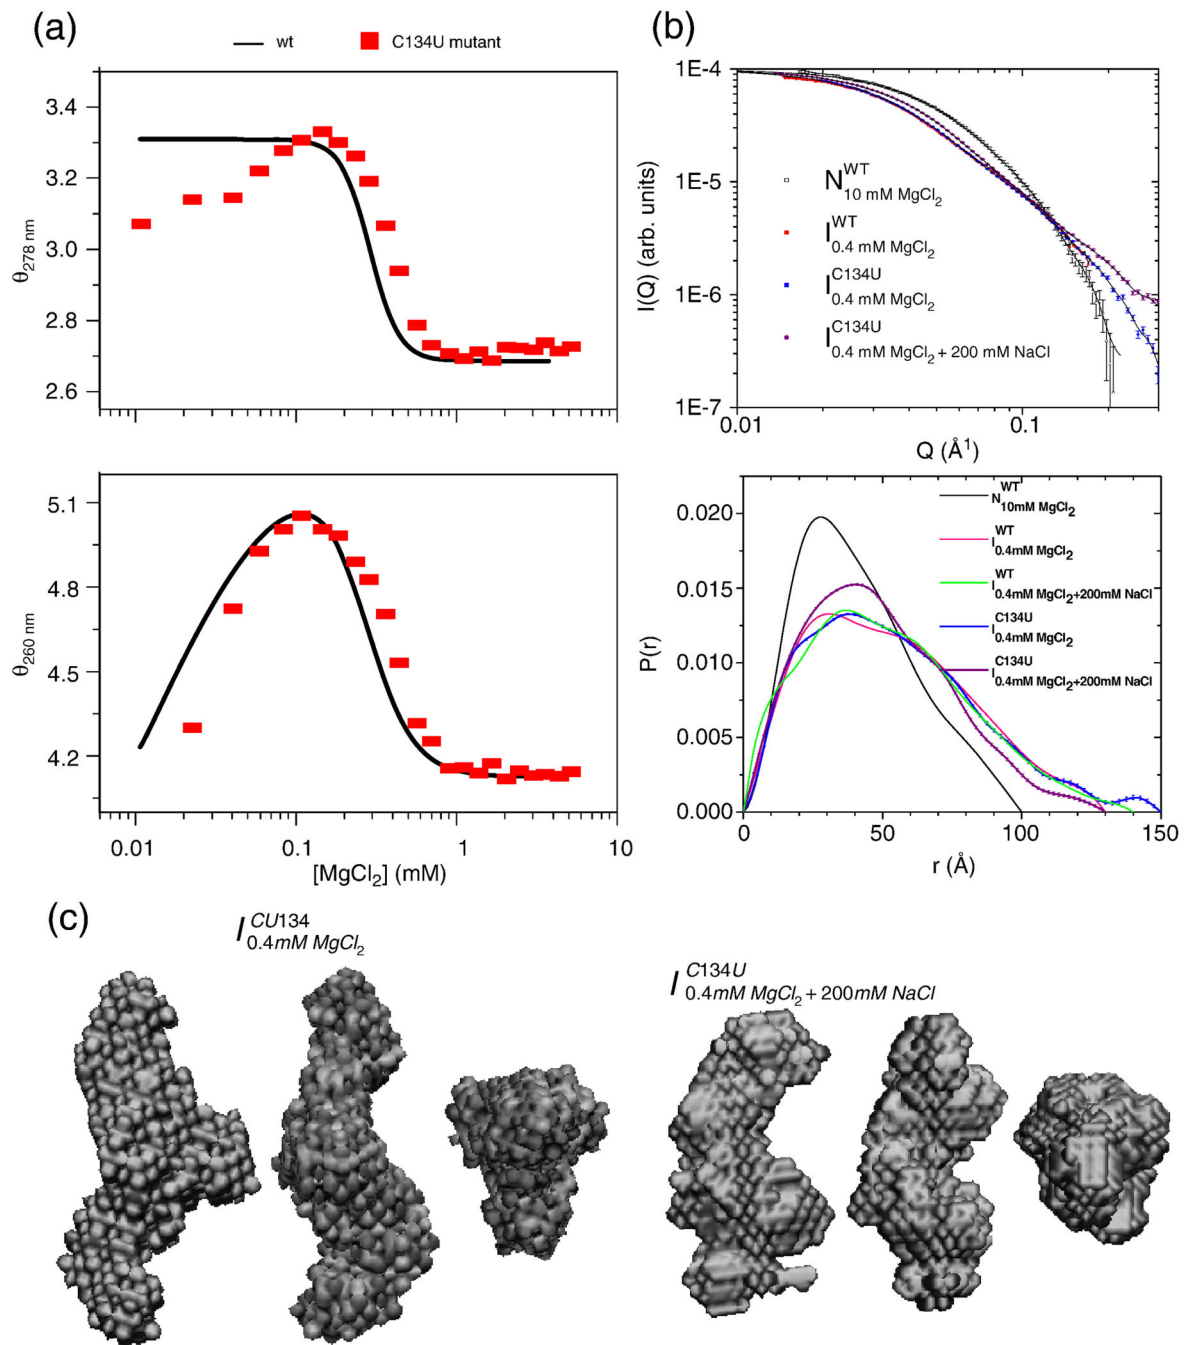 (a)
wt
C134U mutant
3.4
3.2
3.0
2.8
2.6
θ278 nm
5.1
4.8
4.5
4.2
θ260 nm
0.01
0.1
1
10
[MgCl2] (mM)
(b)
1E-4
1E-5
1E-6
1E-7
I(Q) (arb. units)
N WT 10 mM MgCl2
I WT 0.4 mM MgCl2
I C134U 0.4 mM MgCl2
I C134U 0.4 mM MgCl2 + 200 mM NaCl
0.01
0.1
Q (Å1)
0.020
0.015
0.010
0.005
0.000
P(r)
N WT 10mM MgCl2
I WT 0.4mM MgCl2
I WT 0.4mM MgCl2+200mM NaCl
I C134U 0.4mM MgCl2
I C134U 0.4mM MgCl2+200mM NaCl
0
50
100
150
r (Å)
(c)
I CU134 0.4mM MgCl2
I C134U 0.4mM MgCl2 + 200mM NaCl